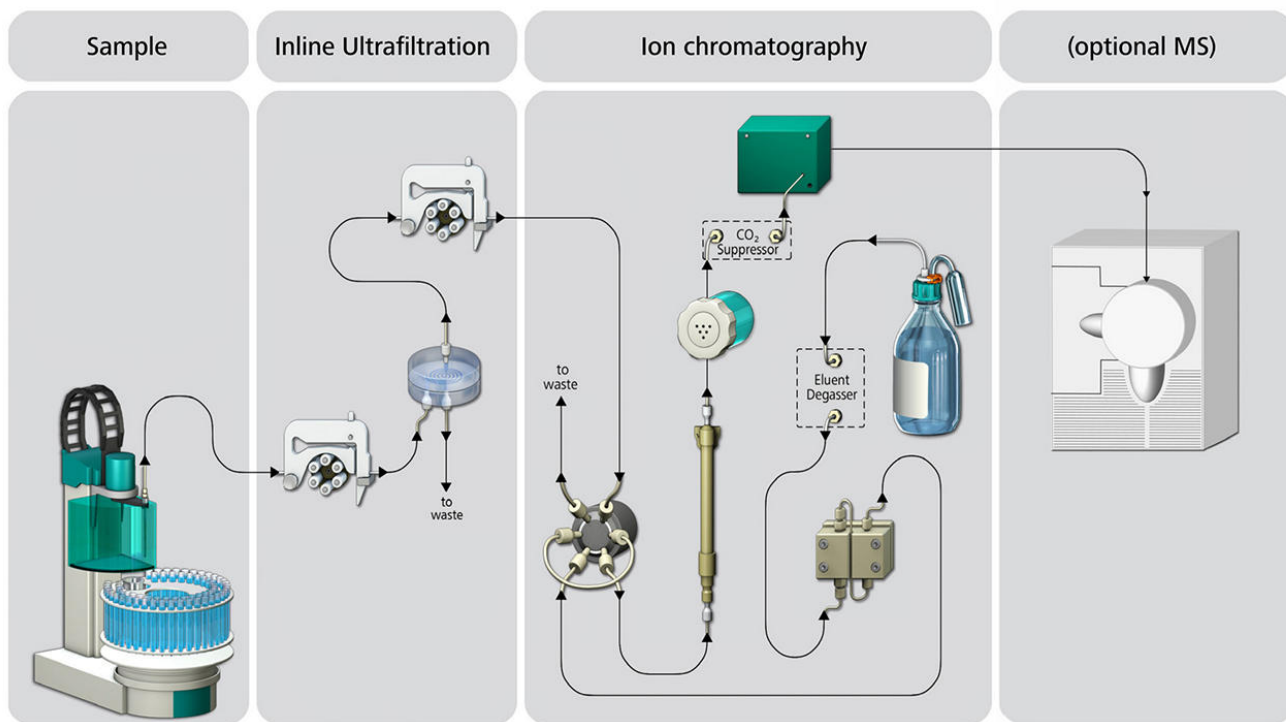 Sample
Inline Ultrafiltration
Ion chromatography
(optional MS)
to
waste
to
waste
CO₂
Suppressor
Eluent
Degasser